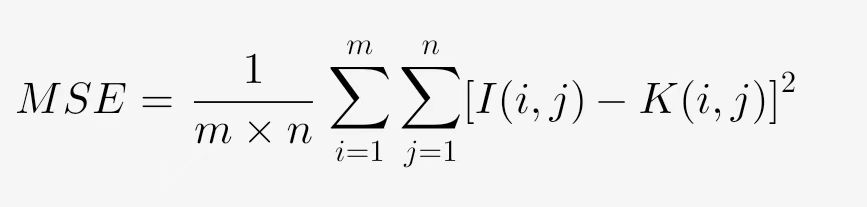 MSE = \frac{1}{m \times n} \sum_{i=1}^{m} \sum_{j=1}^{n} [I(i,j) - K(i,j)]^2